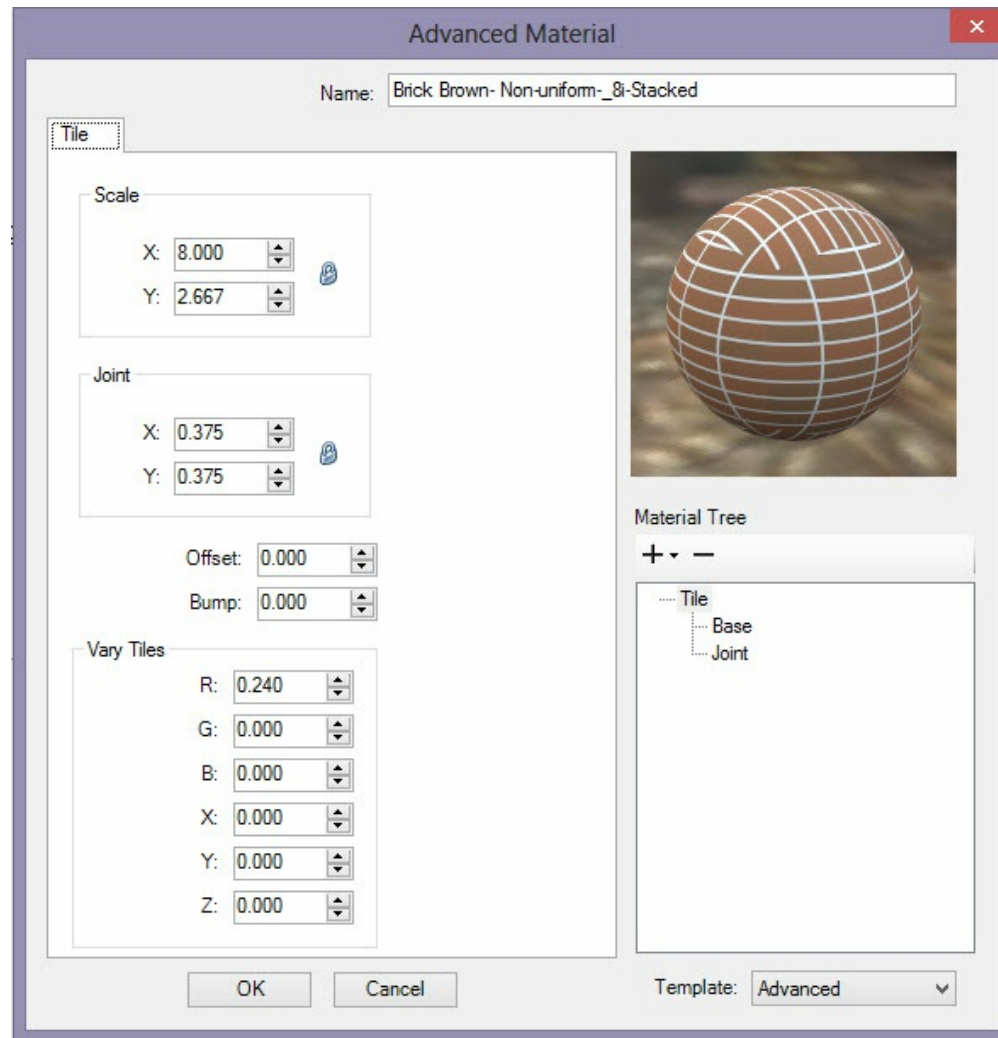 Advanced Material
Name: Brick Brown- Non-uniform-_8i-Stacked
Tile
Scale
X: 8.000
Y: 2.667
Joint
X: 0.375
Y: 0.375
Offset: 0.000
Bump: 0.000
Vary Tiles
R: 0.240
G: 0.000
B: 0.000
X: 0.000
Y: 0.000
Z: 0.000
Material Tree
Tile
Base
Joint
OK Cancel
Template: Advanced